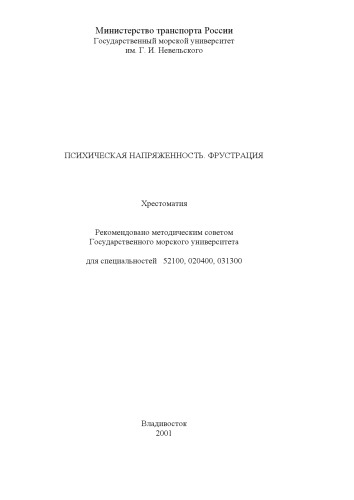 Министерство транспорта России
Государственный морской университет
им. Г. И. Невельского
ПСИХИЧЕСКАЯ НАПРЯЖЕННОСТЬ. ФРУСТРАЦИЯ
Хрестоматия
Рекомендовано методическим советом
Государственного морского университета
для специальностей 52100, 020400, 031300
Владивосток
2001